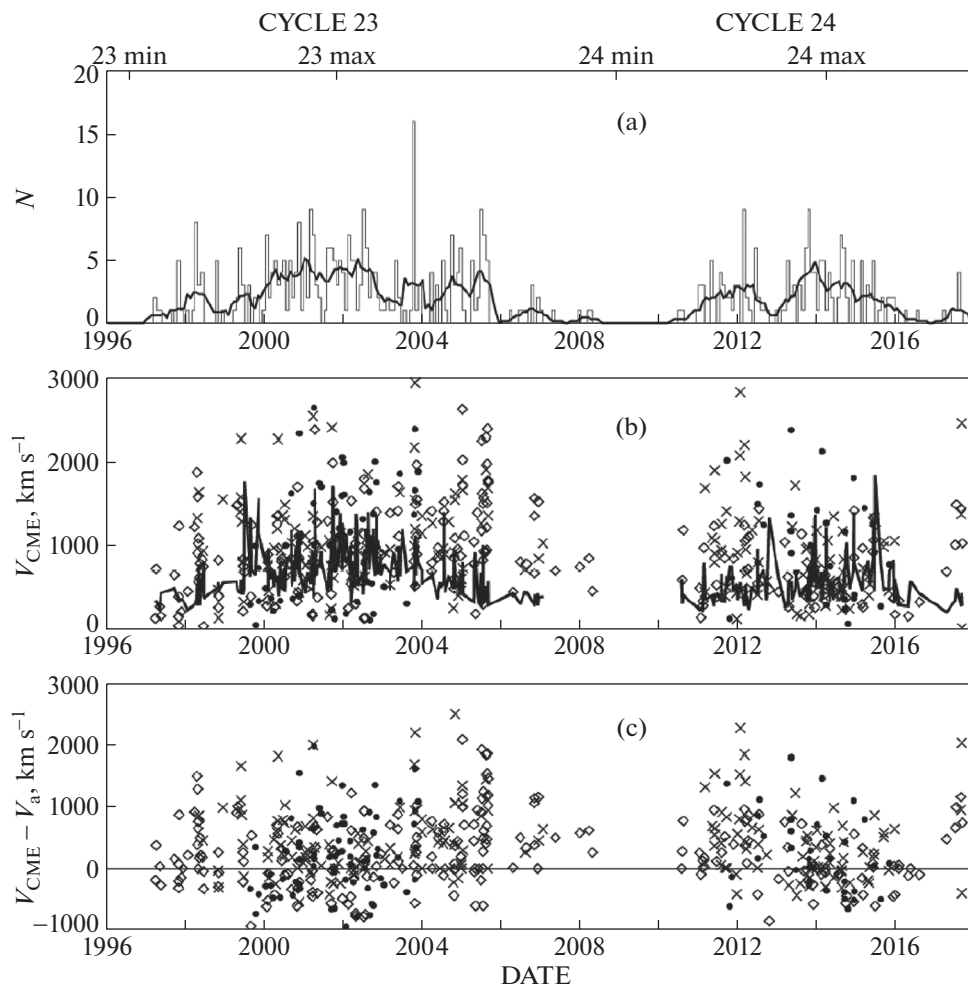 CYCLE 23 CYCLE 24
23 min 23 max 24 min 24 max
20
15
10
5
0
N
(a)
1996 2000 2004 2008 2012 2016
3000
2000
1000
0
V_CME, km s⁻¹
(b)
1996 2000 2004 2008 2012 2016
3000
2000
1000
0
−1000
V_CME − V_a, km s⁻¹
(c)
1996 2000 2004 2008 2012 2016
DATE